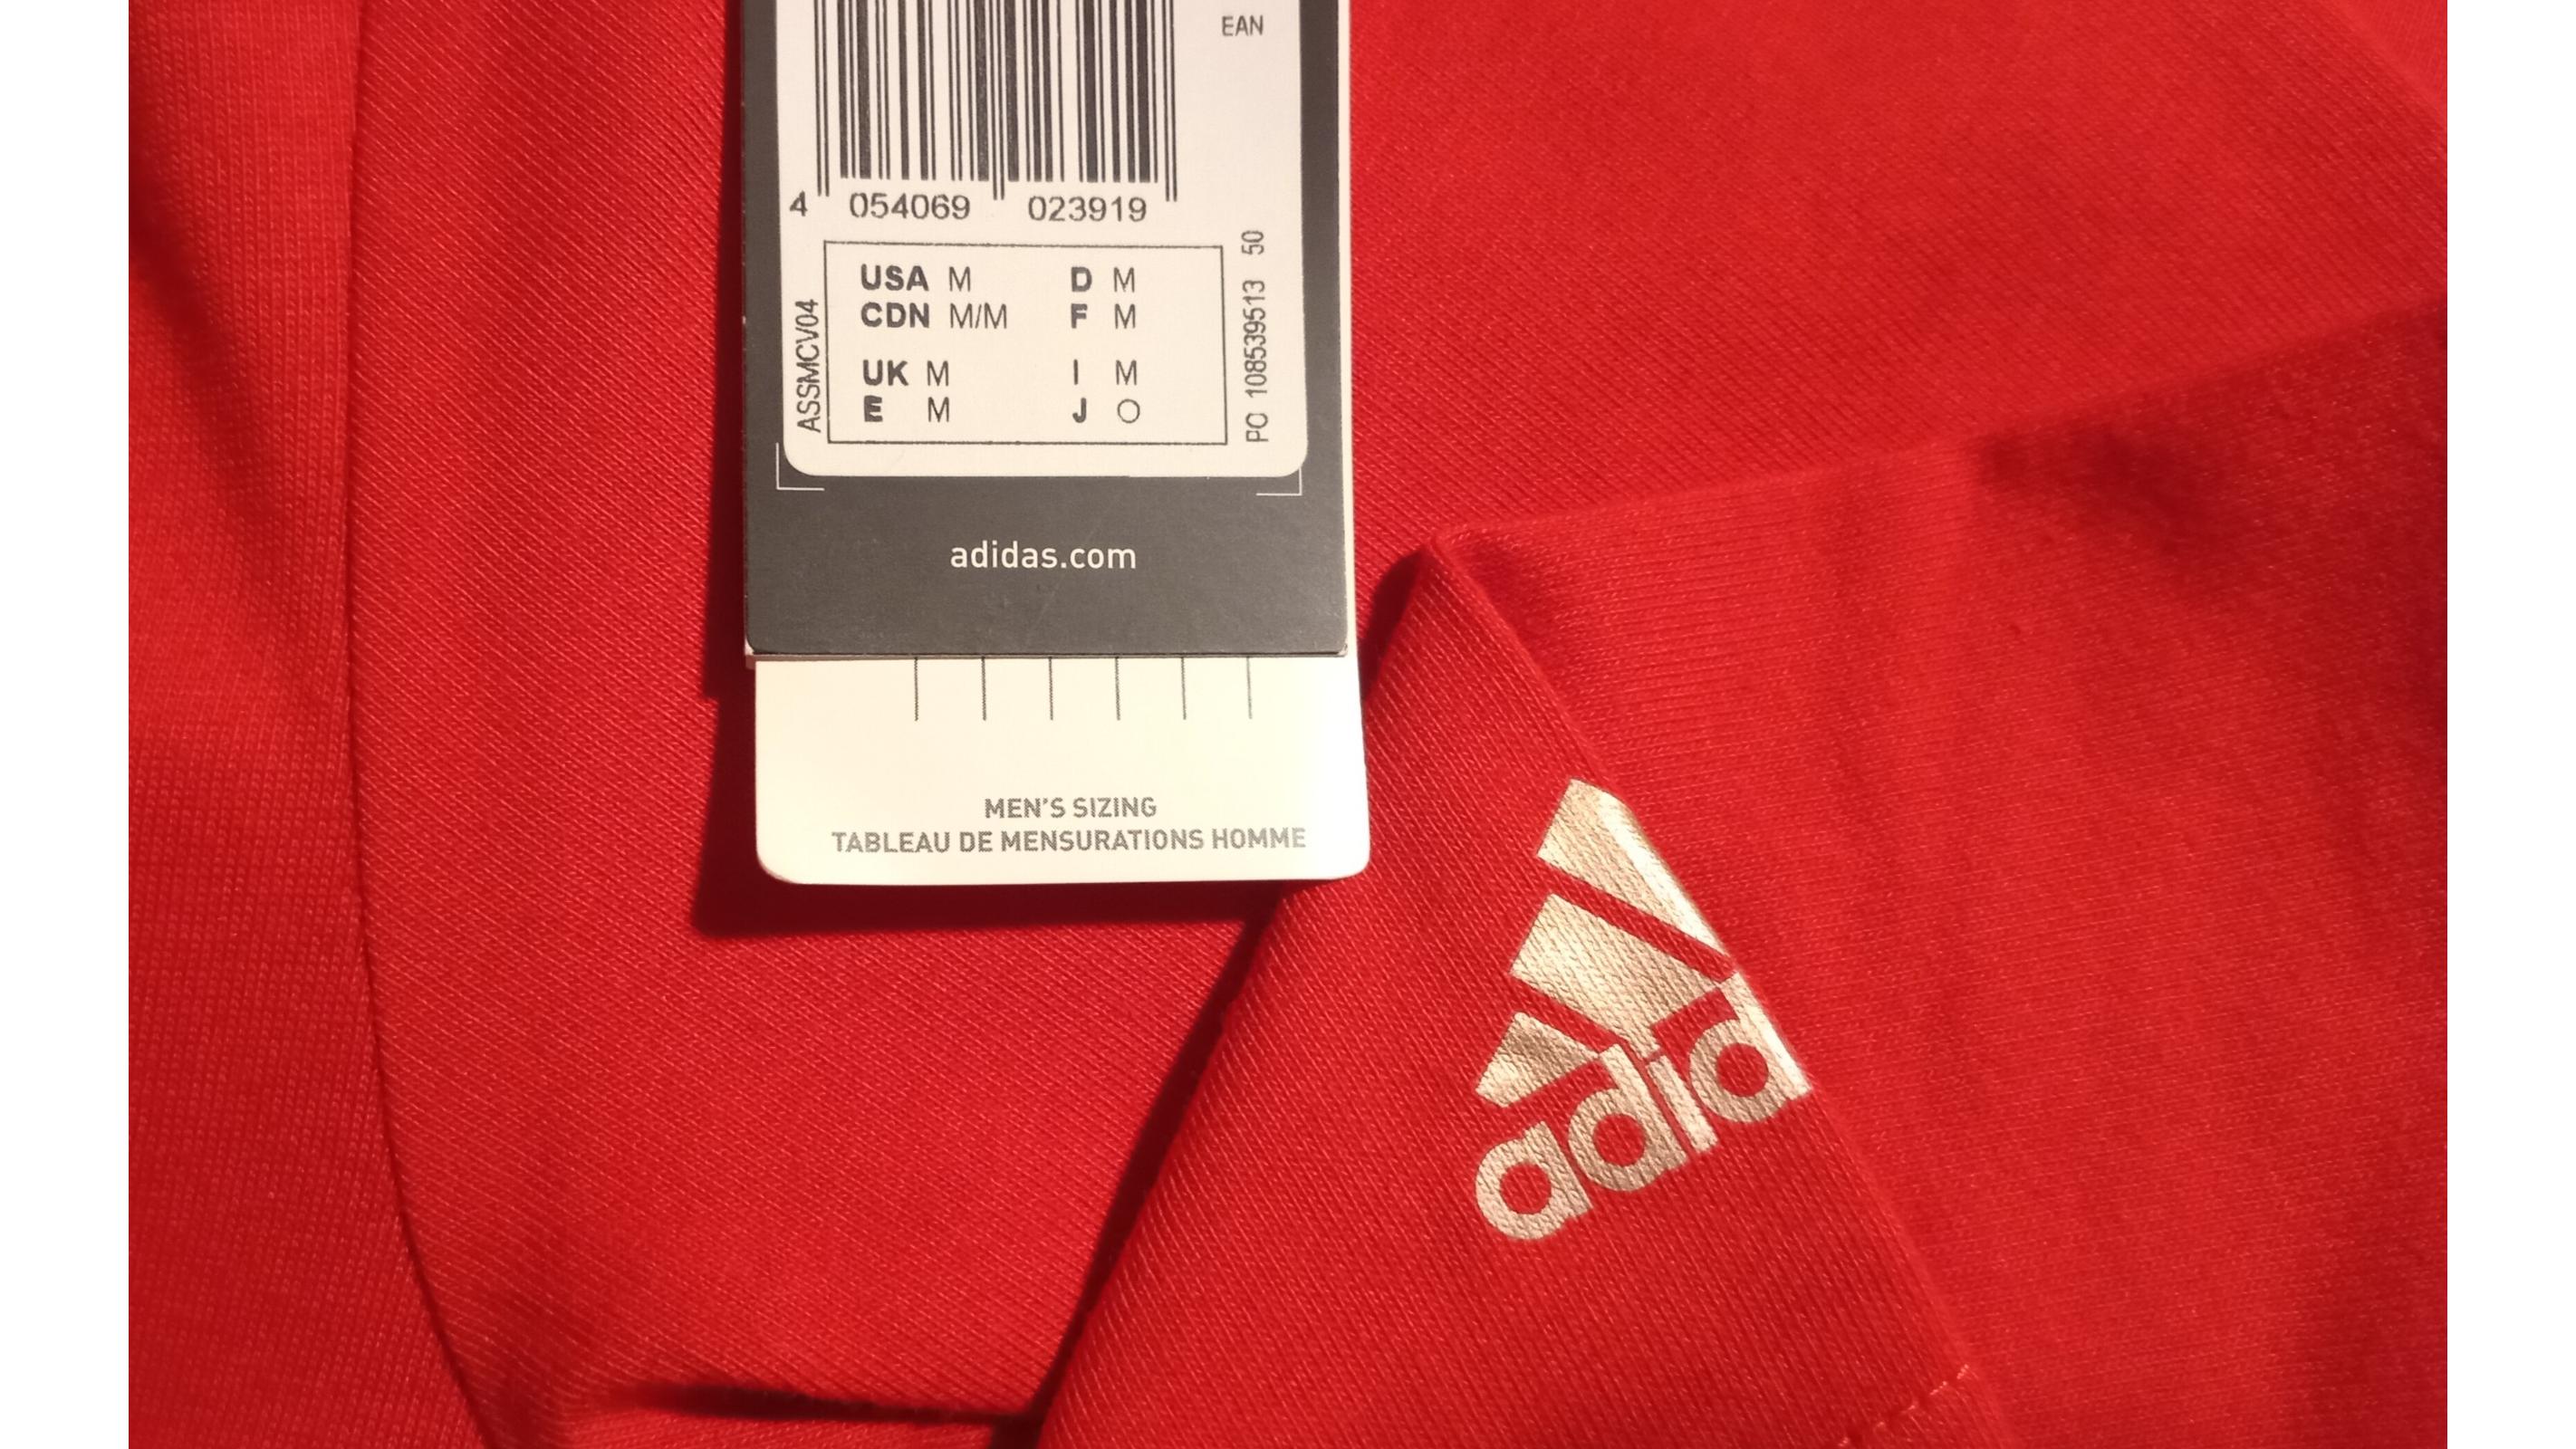 EAN
4 054069 023919
USA M D M
CDN M/M F M
UK M I M
E M J O
ASSMCV04
PO 108539513 50
adidas.com
MEN'S SIZING
TABLEAU DE MENSURATIONS HOMME
adid